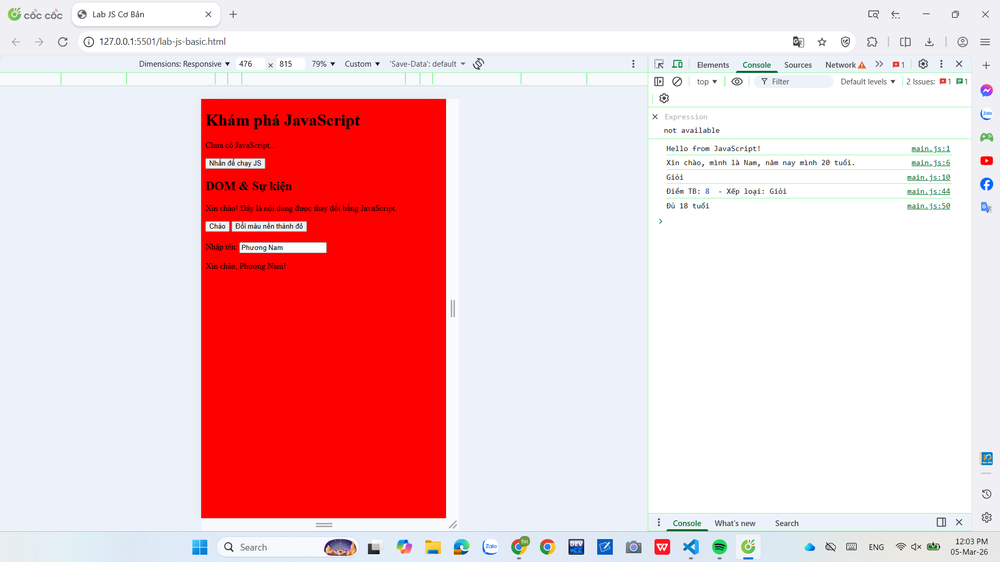 cốc cốc
Lab JS Cơ Bản
127.0.0.1:5501/lab-js-basic.html
Dimensions: Responsive 476 × 815 79% Custom 'Save-Data': default
Elements Console Sources Network 1
top Filter Default levels 2 Issues: 1 1
Expression
not available
Hello from JavaScript! main.js:1
Xin chào, mình là Nam, năm nay mình 20 tuổi. main.js:6
Giỏi main.js:10
Điểm TB: 8 - Xếp loại: Giỏi main.js:44
Đủ 18 tuổi main.js:50
Khám phá JavaScript
Chưa có JavaScript...
Nhấn để chạy JS
DOM & Sự kiện
Xin chào! Đây là nội dung được thay đổi bằng JavaScript.
Chào Đổi màu nền thành đỏ
Nhập tên: Phương Nam
Xin chào, Phương Nam!
Zalo
Console What's new Search
Search
Zalo
hn
DEV C++
ENG
12:03 PM
05-Mar-26